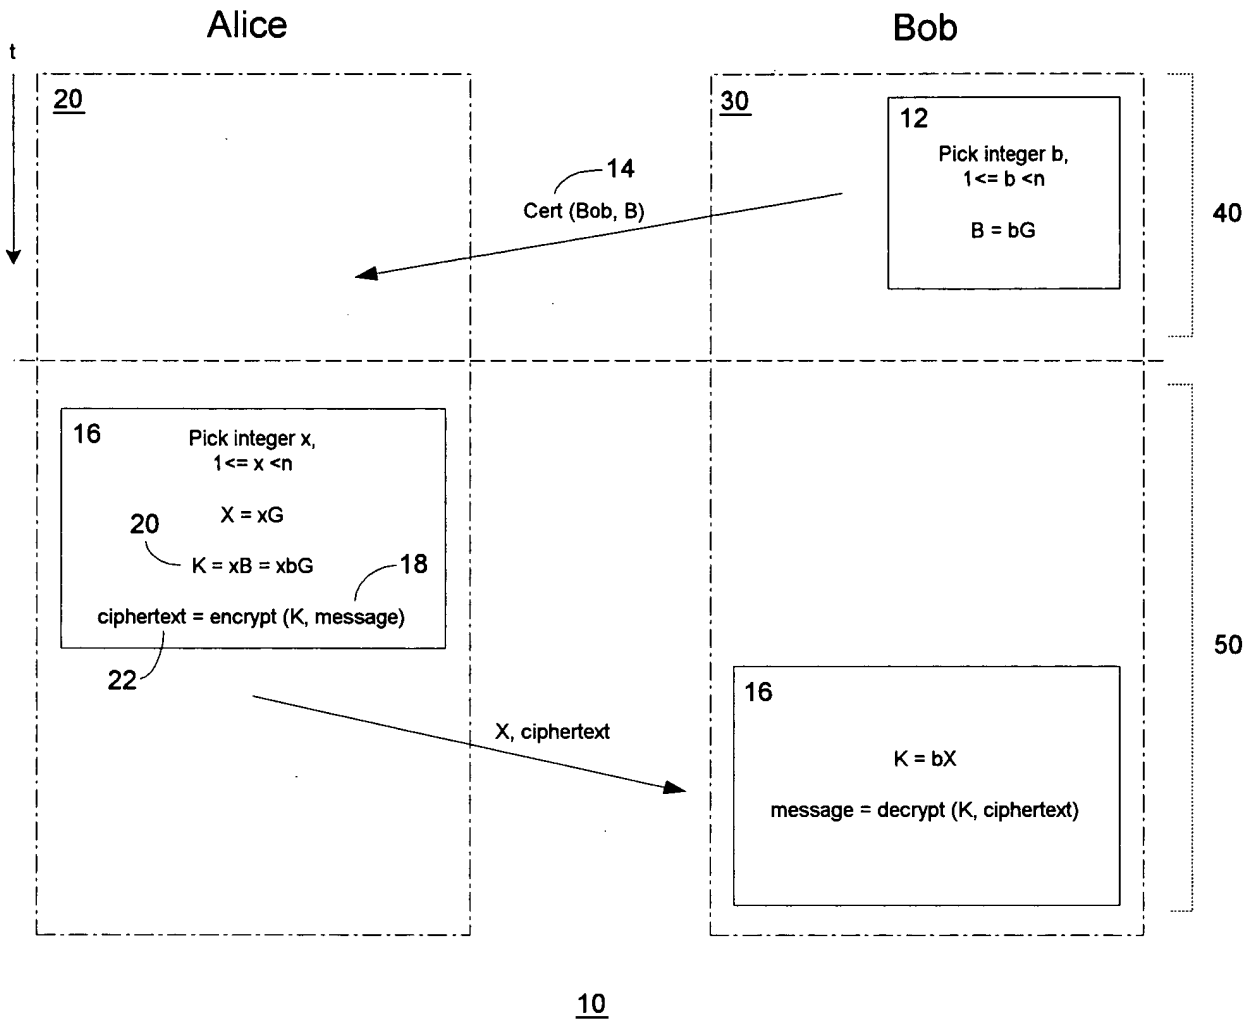 Alice
Bob
t
20
30
12
Pick integer b,
1<= b <n
B = bG
14
Cert (Bob, B)
40
16
Pick integer x,
1<= x <n
X = xG
20
K = xB = xbG
18
ciphertext = encrypt (K, message)
22
50
X, ciphertext
16
K = bX
message = decrypt (K, ciphertext)
10